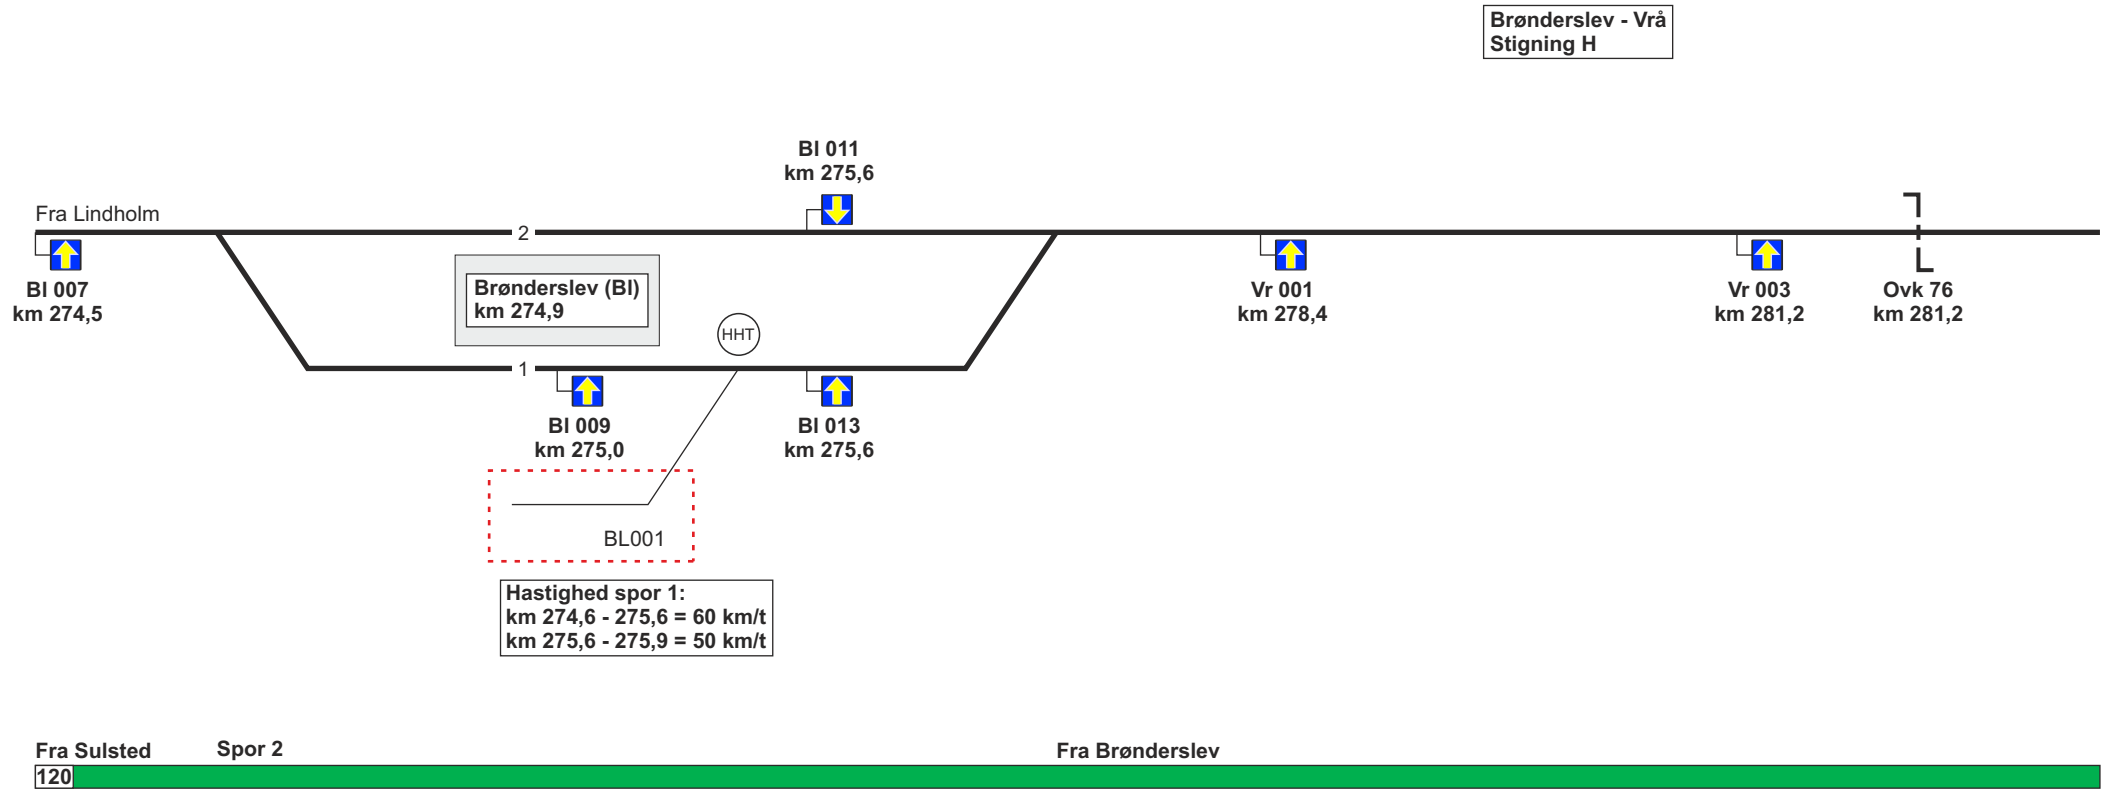 Brønderslev - Vrå
Stigning H
Bl 011
km 275,6
Fra Lindholm
2
Bl 007
km 274,5
Brønderslev (Bl)
km 274,9
HHT
Vr 001
km 278,4
Vr 003
km 281,2
Ovk 76
km 281,2
1
Bl 009
km 275,0
Bl 013
km 275,6
BL001
Hastighed spor 1:
km 274,6 - 275,6 = 60 km/t
km 275,6 - 275,9 = 50 km/t
Fra Sulsted
Spor 2
Fra Brønderslev
120